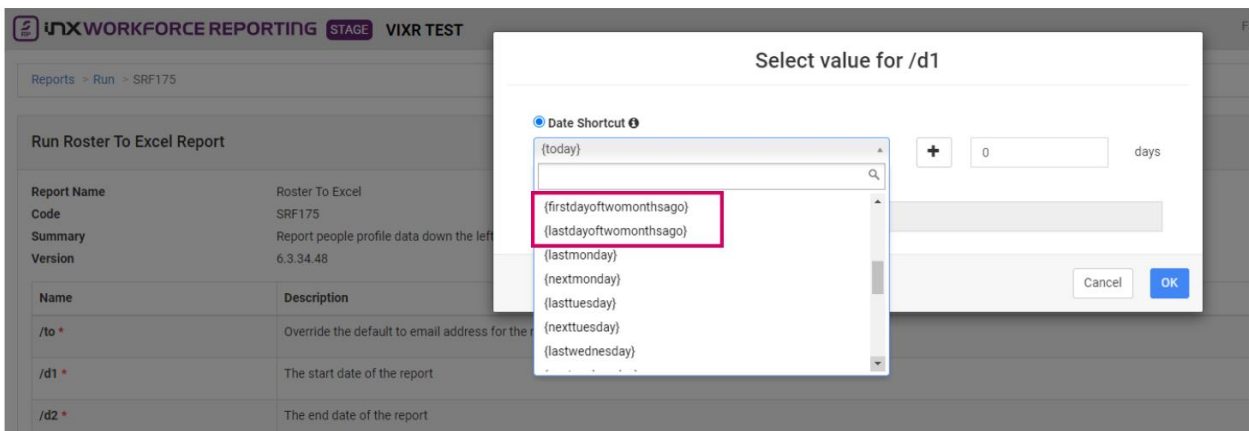 inx WORKFORCE REPORTING STAGE VIXR TEST
Reports > Run > SRF175
Run Roster To Excel Report
Report Name Roster To Excel
Code SRF175
Summary Report people profile data down the left
Version 6.3.34.48
Name Description
/to * Override the default to email address for the
/d1 * The start date of the report
/d2 * The end date of the report
Select value for /d1
Date Shortcut
{today} + 0 days
{firstdayoftwomonthsago}
{lastdayoftwomonthsago}
{lastmonday}
{nextmonday}
{lasttuesday}
{nexttuesday}
{lastwednesday}
Cancel OK